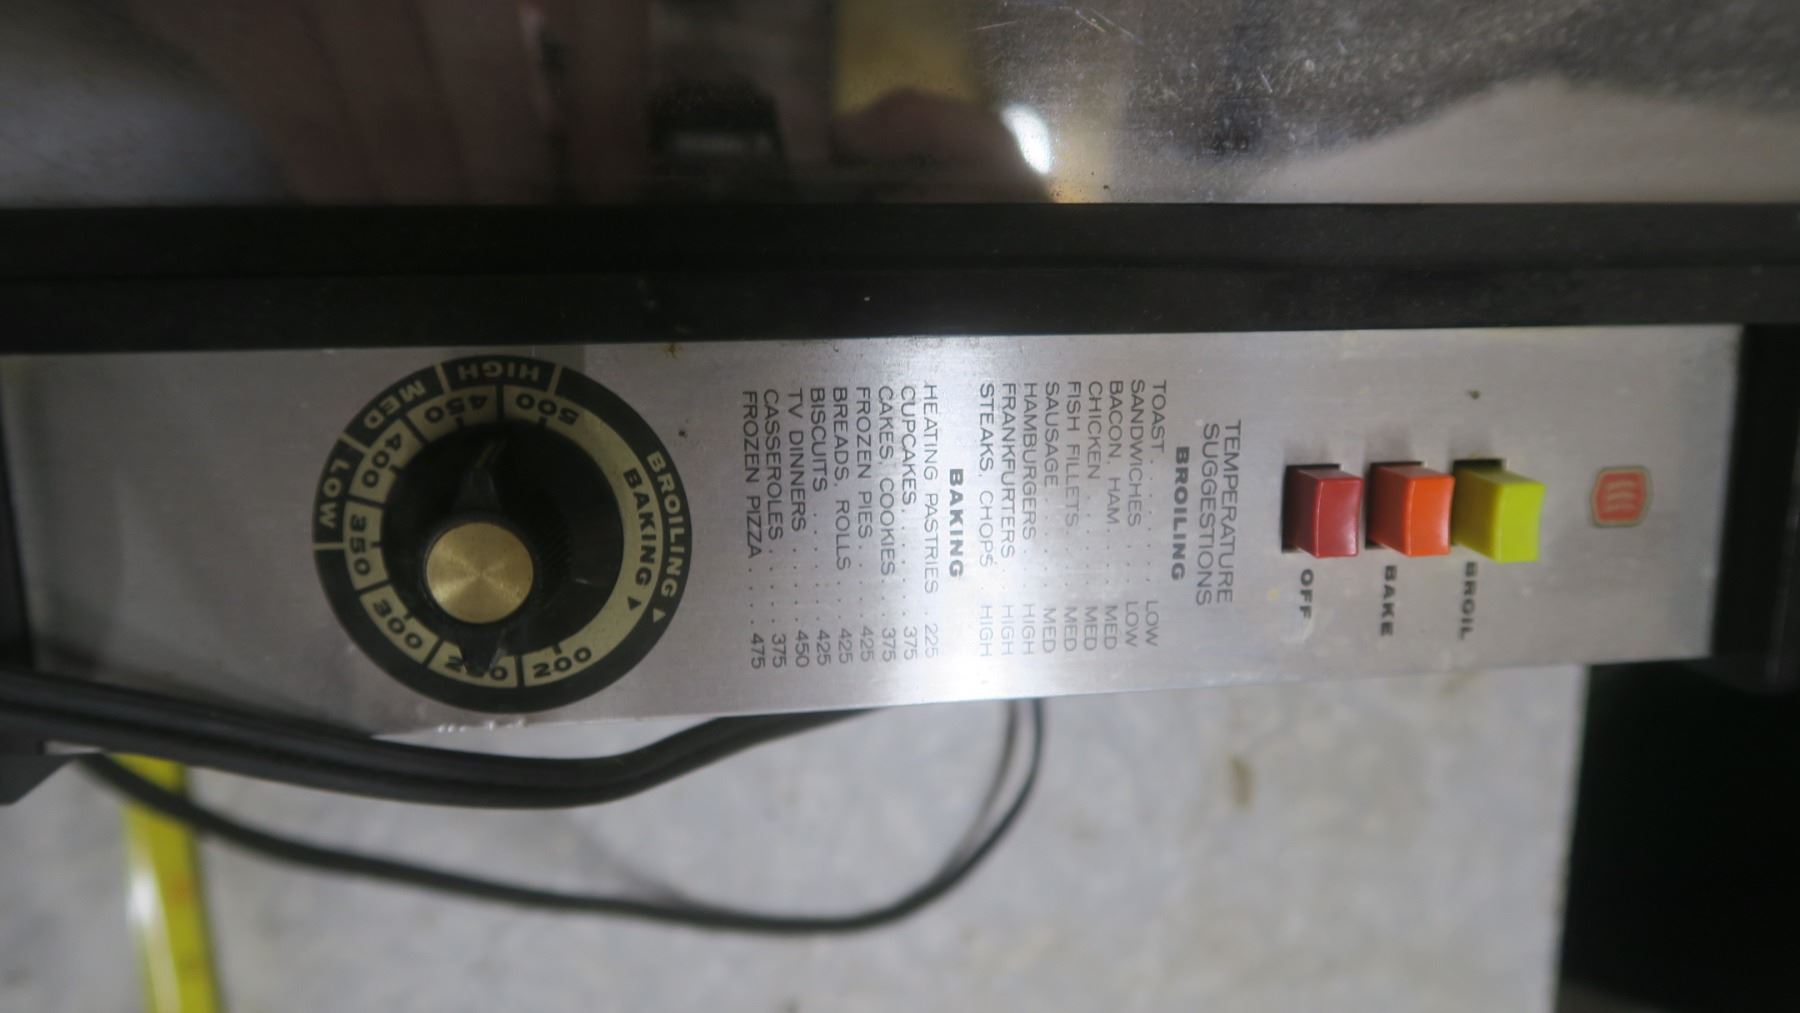 BROIL
BAKE
OFF
TEMPERATURE
SUGGESTIONS
BROILING
TOAST . . . . . . LOW
SANDWICHES . . . LOW
BACON, HAM . . . . MED
CHICKEN . . . . . MED
FISH FILLETS . . . . MED
SAUSAGE . . . . . MED
HAMBURGERS . . . HIGH
FRANKFURTERS . . HIGH
STEAKS, CHOPS . . HIGH
BAKING
HEATING PASTRIES . 225
CUPCAKES . . . . . 375
CAKES, COOKIES . . . 375
FROZEN PIES . . . . 425
BREADS, ROLLS . . . 425
BISCUITS . . . . . 425
TV DINNERS . . . . 450
CASSEROLES . . . . 375
FROZEN PIZZA . . . 475
BROILING ▲
BAKING ▲
200
300
350
400
450
500
LOW
MED
HIGH